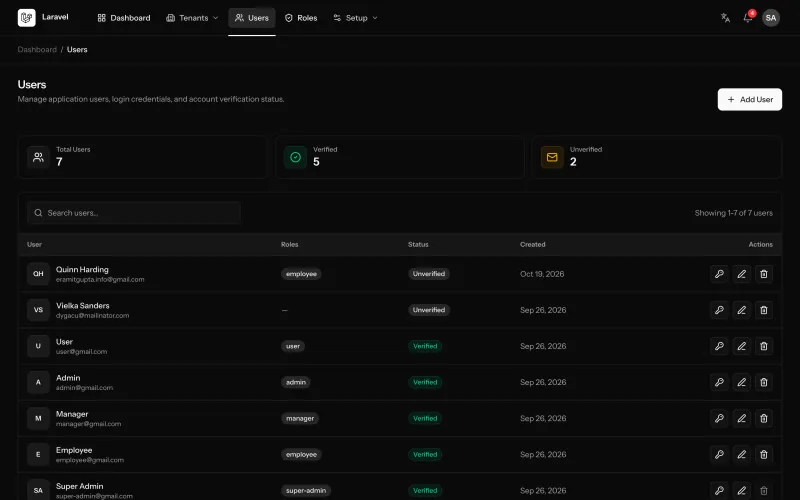 Laravel Dashboard Tenants Users Roles Setup 4 SA
Dashboard / Users
Users
Manage application users, login credentials, and account verification status.
+ Add User
Total Users
7
Verified
5
Unverified
2
Search users...
Showing 1-7 of 7 users
User Roles Status Created Actions
QH Quinn Harding employee Unverified Oct 19, 2026
eramitgupta.info@gmail.com
VS Vielka Sanders — Unverified Sep 26, 2026
dygacu@mailinator.com
U User user Verified Sep 26, 2026
user@gmail.com
A Admin admin Verified Sep 26, 2026
admin@gmail.com
M Manager manager Verified Sep 26, 2026
manager@gmail.com
E Employee employee Verified Sep 26, 2026
employee@gmail.com
SA Super Admin super-admin Verified Sep 26, 2026
super-admin@gmail.com